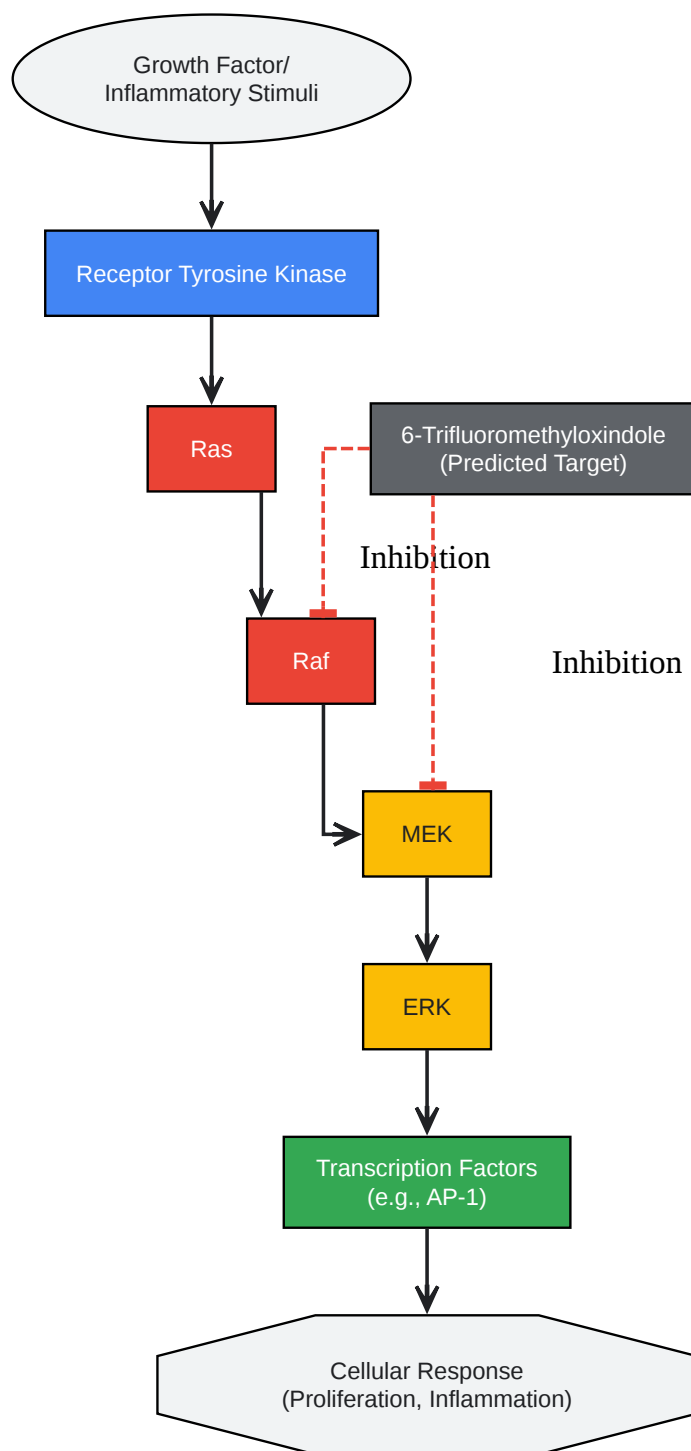 Growth Factor/
Inflammatory Stimuli
Receptor Tyrosine Kinase
Ras
6-Trifluoromethyloxindole
(Predicted Target)
Inhibition
Raf
Inhibition
MEK
ERK
Transcription Factors
(e.g., AP-1)
Cellular Response
(Proliferation, Inflammation)